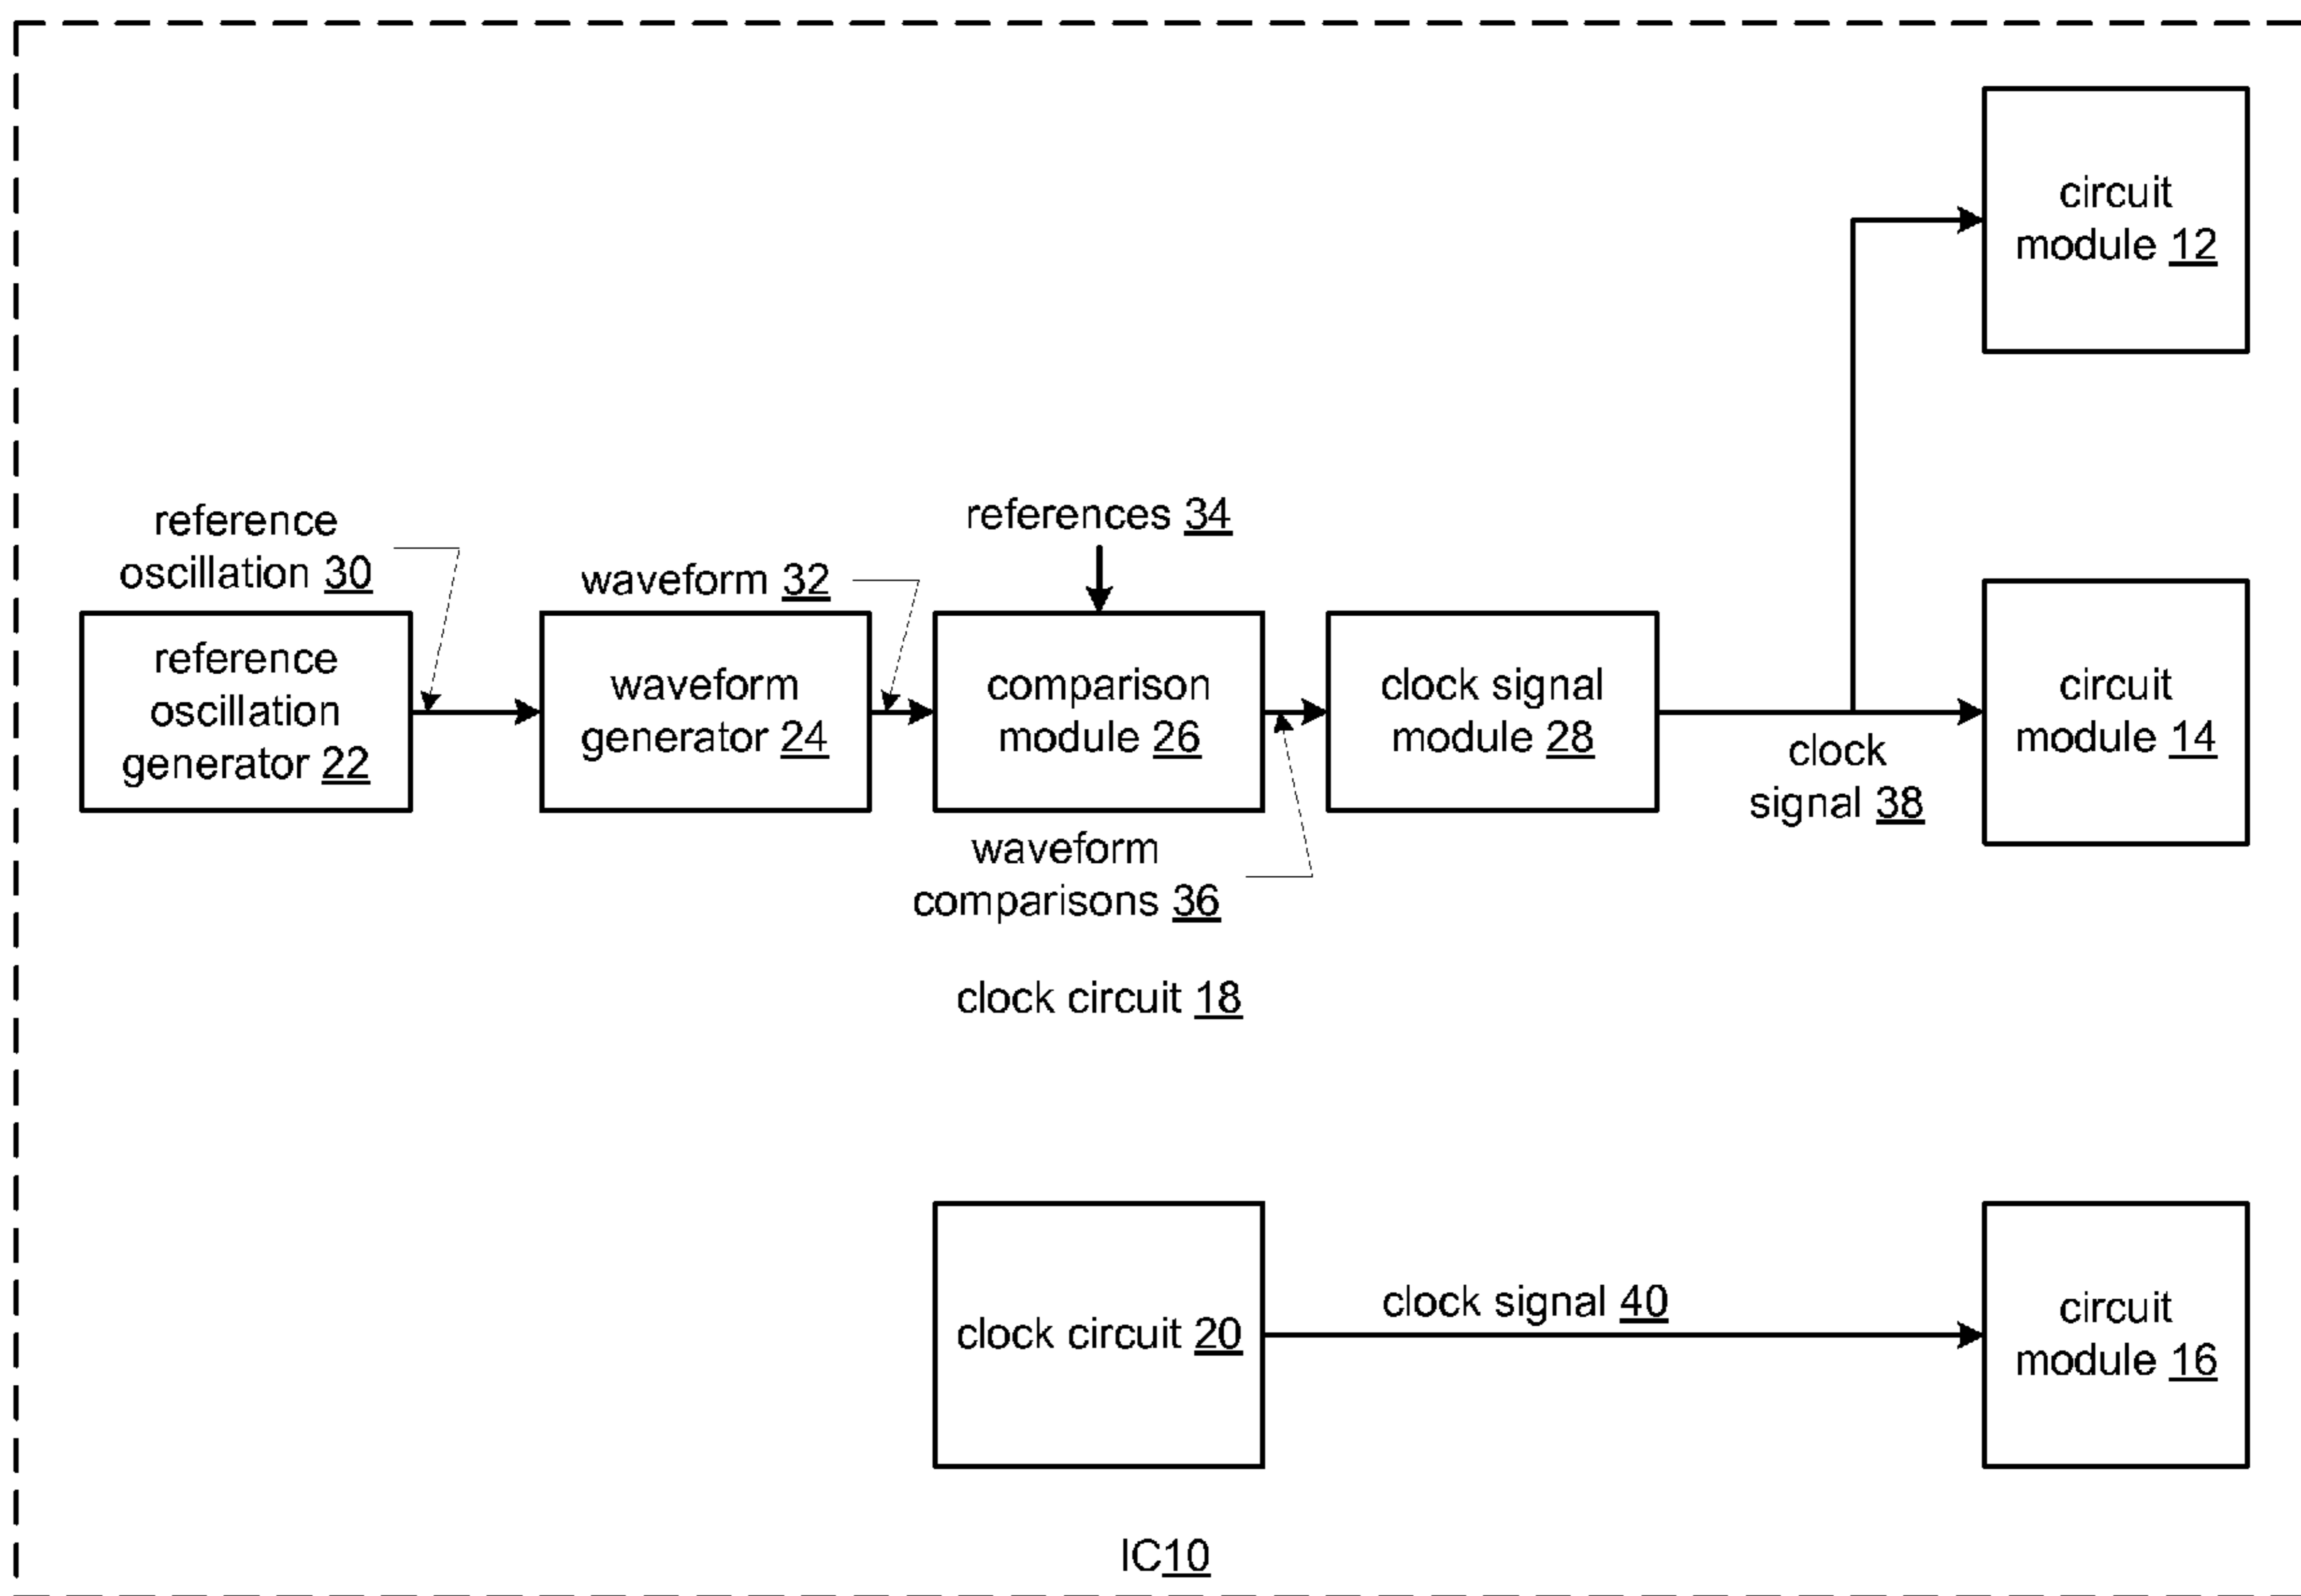 circuit
module 12
reference
oscillation 30
waveform 32
references 34
reference
oscillation
generator 22
waveform
generator 24
comparison
module 26
clock signal
module 28
clock
signal 38
circuit
module 14
waveform
comparisons 36
clock circuit 18
clock circuit 20
clock signal 40
circuit
module 16
IC10